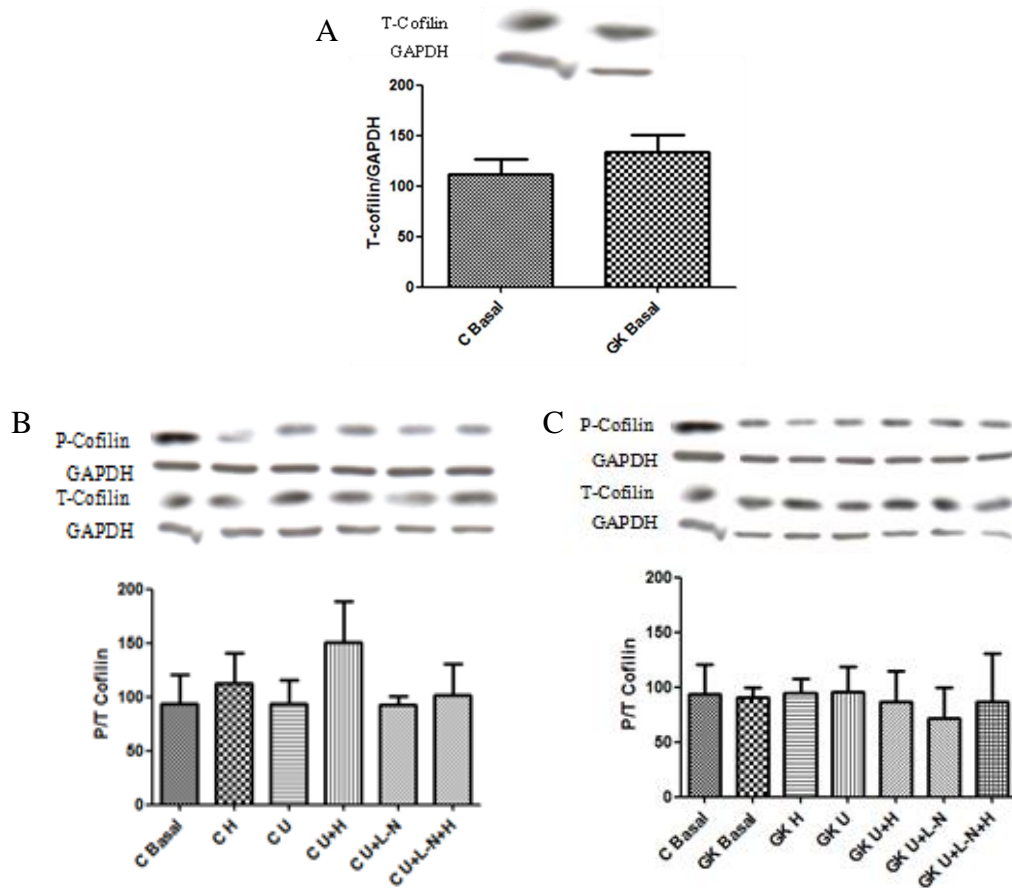 A
T-Cofilin
GAPDH
200
150
100
50
0
T-cofilin/GAPDH
C Basal
GK Basal
B
P-Cofilin
GAPDH
T-Cofilin
GAPDH
200
150
100
50
0
P/T Cofilin
C Basal
C H
C U
C U+H
C U+L-N
C U+L-N+H
C
P-Cofilin
GAPDH
T-Cofilin
GAPDH
200
150
100
50
0
P/T Cofilin
C Basal
GK Basal
GK H
GK U
GK U+H
GK U+L-N
GK U+L-N+H